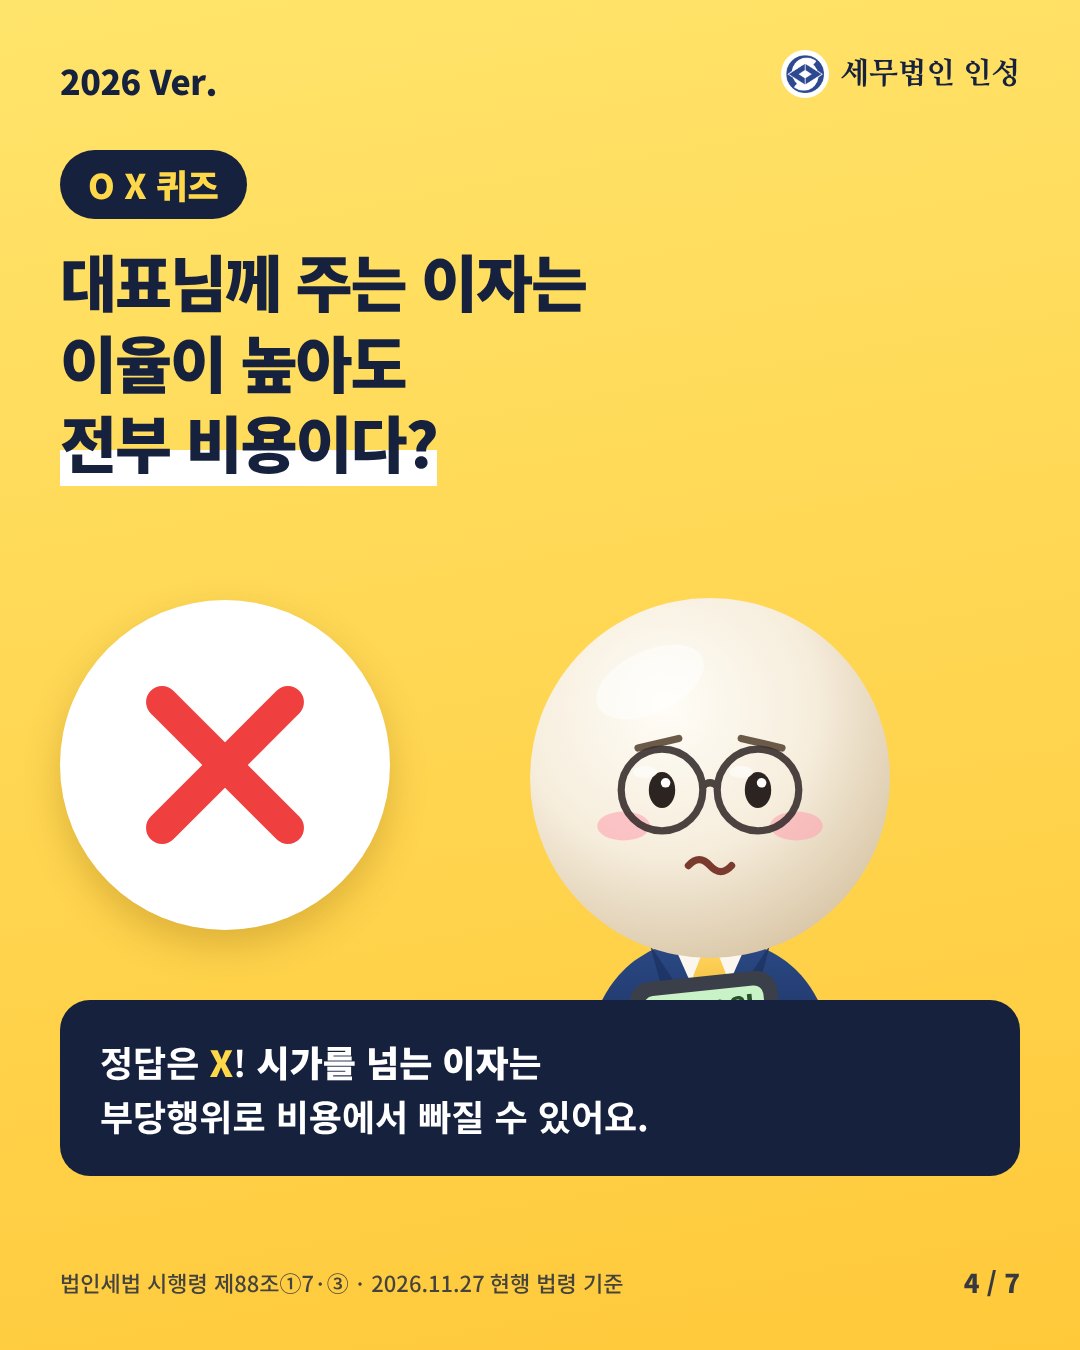 2026 Ver.
세무법인 인성
O X 퀴즈
대표님께 주는 이자는
이율이 높아도
전부 비용이다?
정답은 X! 시가를 넘는 이자는
부당행위로 비용에서 빠질 수 있어요.
법인세법 시행령 제88조①7·③ · 2026.11.27 현행 법령 기준
4 / 7